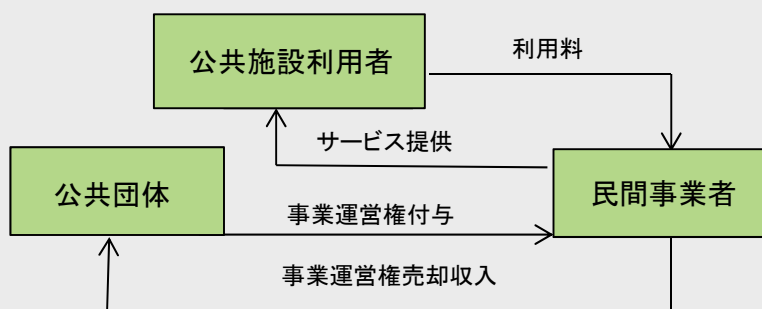 公共施設利用者
利用料
サービス提供
公共団体
民間事業者
事業運営権付与
事業運営権売却収入